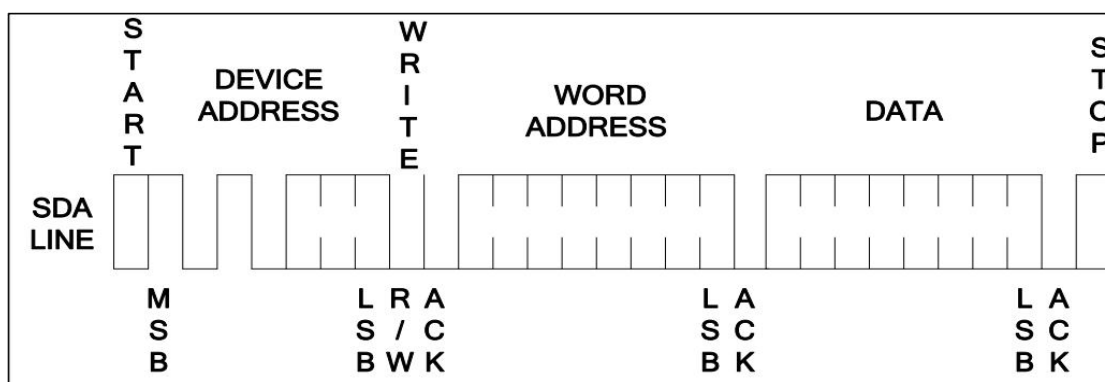 START
WRITE
STOP
DEVICE
ADDRESS
WORD
ADDRESS
DATA
SDA
LINE
MSB
LSB
R/W
ACK
LSB
ACK
LSB
ACK